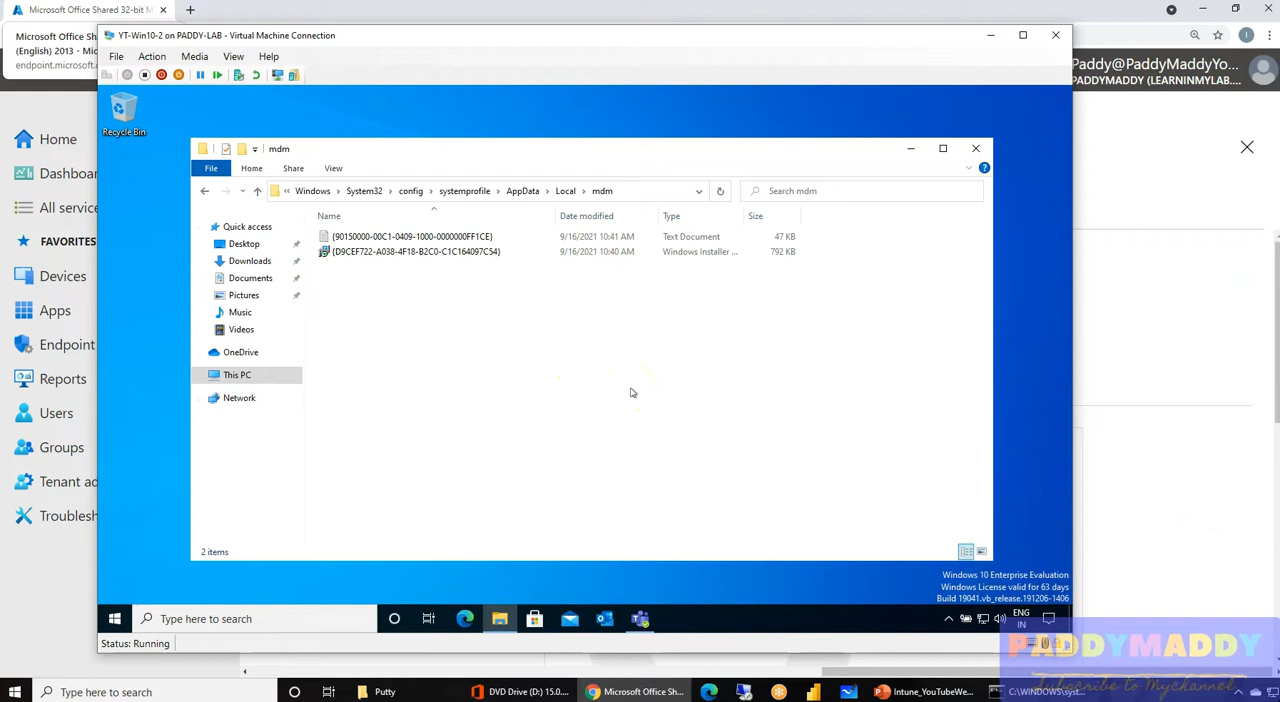 Microsoft Office Shared 32-bit M
Microsoft Office Shar
(English) 2013 - Micr
endpoint.microsoft.c
YT-Win10-2 on PADDY-LAB - Virtual Machine Connection
File Action Media View Help
Paddy@PaddyMaddyYo...
PADDYMADDY (LEARNINMYLAB....
Home
Dashboar
All service
FAVORITES
Devices
Apps
Endpoint
Reports
Users
Groups
Tenant ad
Troublesh
Recycle Bin
mdm
File Home Share View
« Windows > System32 > config > systemprofile > AppData > Local > mdm
Search mdm
Name Date modified Type Size
{90150000-00C1-0409-1000-0000000FF1CE} 9/16/2021 10:41 AM Text Document 47 KB
{D9CEF722-A038-4F18-B2C0-C1C164097C54} 9/16/2021 10:40 AM Windows Installer ... 792 KB
Quick access
Desktop
Downloads
Documents
Pictures
Music
Videos
OneDrive
This PC
Network
2 items
Windows 10 Enterprise Evaluation
Windows License valid for 63 days
Build 19041.vb_release.191206-1406
Type here to search
ENG
IN
Status: Running
PADDYMADDY
Subscribe to Mychannel
Type here to search
Putty
DVD Drive (D:) 15.0....
Microsoft Office Sh...
Intune_YouTubeWe...
C:\WINDOWS\syst...